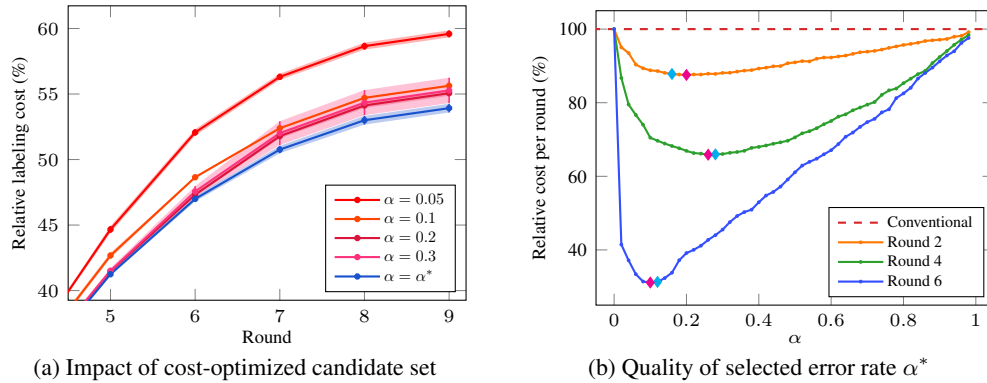 60
55
50
45
40
Relative labeling cost (%)
α = 0.05
α = 0.1
α = 0.2
α = 0.3
α = α*
5 6 7 8 9
Round
(a) Impact of cost-optimized candidate set
100
80
60
40
Relative cost per round (%)
Conventional
Round 2
Round 4
Round 6
0 0.2 0.4 0.6 0.8 1
α
(b) Quality of selected error rate α*